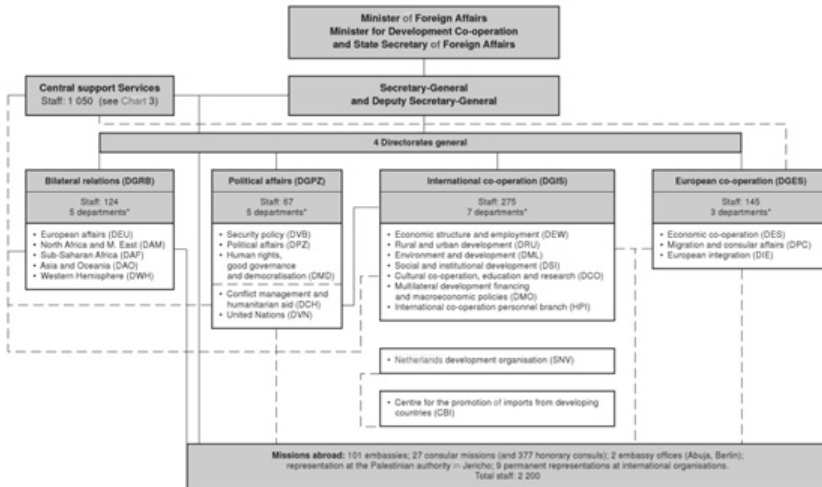 Minister of Foreign Affairs
Minister for Development Co-operation
and State Secretary of Foreign Affairs
Central support Services
Staff: 1 050 (see Chart 3)
Secretary-General
and Deputy Secretary-General
4 Directorates general
Bilateral relations (DGRB)
Staff: 124
5 departments*
• European affairs (DEU)
• North Africa and M. East (DAM)
• Sub-Saharan Africa (DAF)
• Asia and Oceania (DAO)
• Western Hemisphere (DWH)
Political affairs (DGPZ)
Staff: 67
5 departments*
• Security policy (DVB)
• Political affairs (DPZ)
• Human rights,
good governance
and democratisation (DMD)
• Conflict management and
humanitarian aid (DCH)
• United Nations (DVN)
International co-operation (DGIS)
Staff: 275
7 departments*
• Economic structure and employment (DEW)
• Rural and urban development (DRU)
• Environment and development (DML)
• Social and institutional development (DSI)
• Cultural co-operation, education and research (DCO)
• Multilateral development financing
and macroeconomic policies (DMO)
• International co-operation personnel branch (HPI)
European co-operation (DGES)
Staff: 145
3 departments*
• Economic co-operation (DES)
• Migration and consular affairs (DPC)
• European integration (DIE)
• Netherlands development organisation (SNV)
• Centre for the promotion of imports from developing
countries (CBI)
Missions abroad: 101 embassies; 27 consular missions (and 377 honorary consuls); 2 embassy offices (Abuja, Berlin);
representation at the Palestinian authority in Jericho; 9 permanent representations at international organisations.
Total staff: 2 200